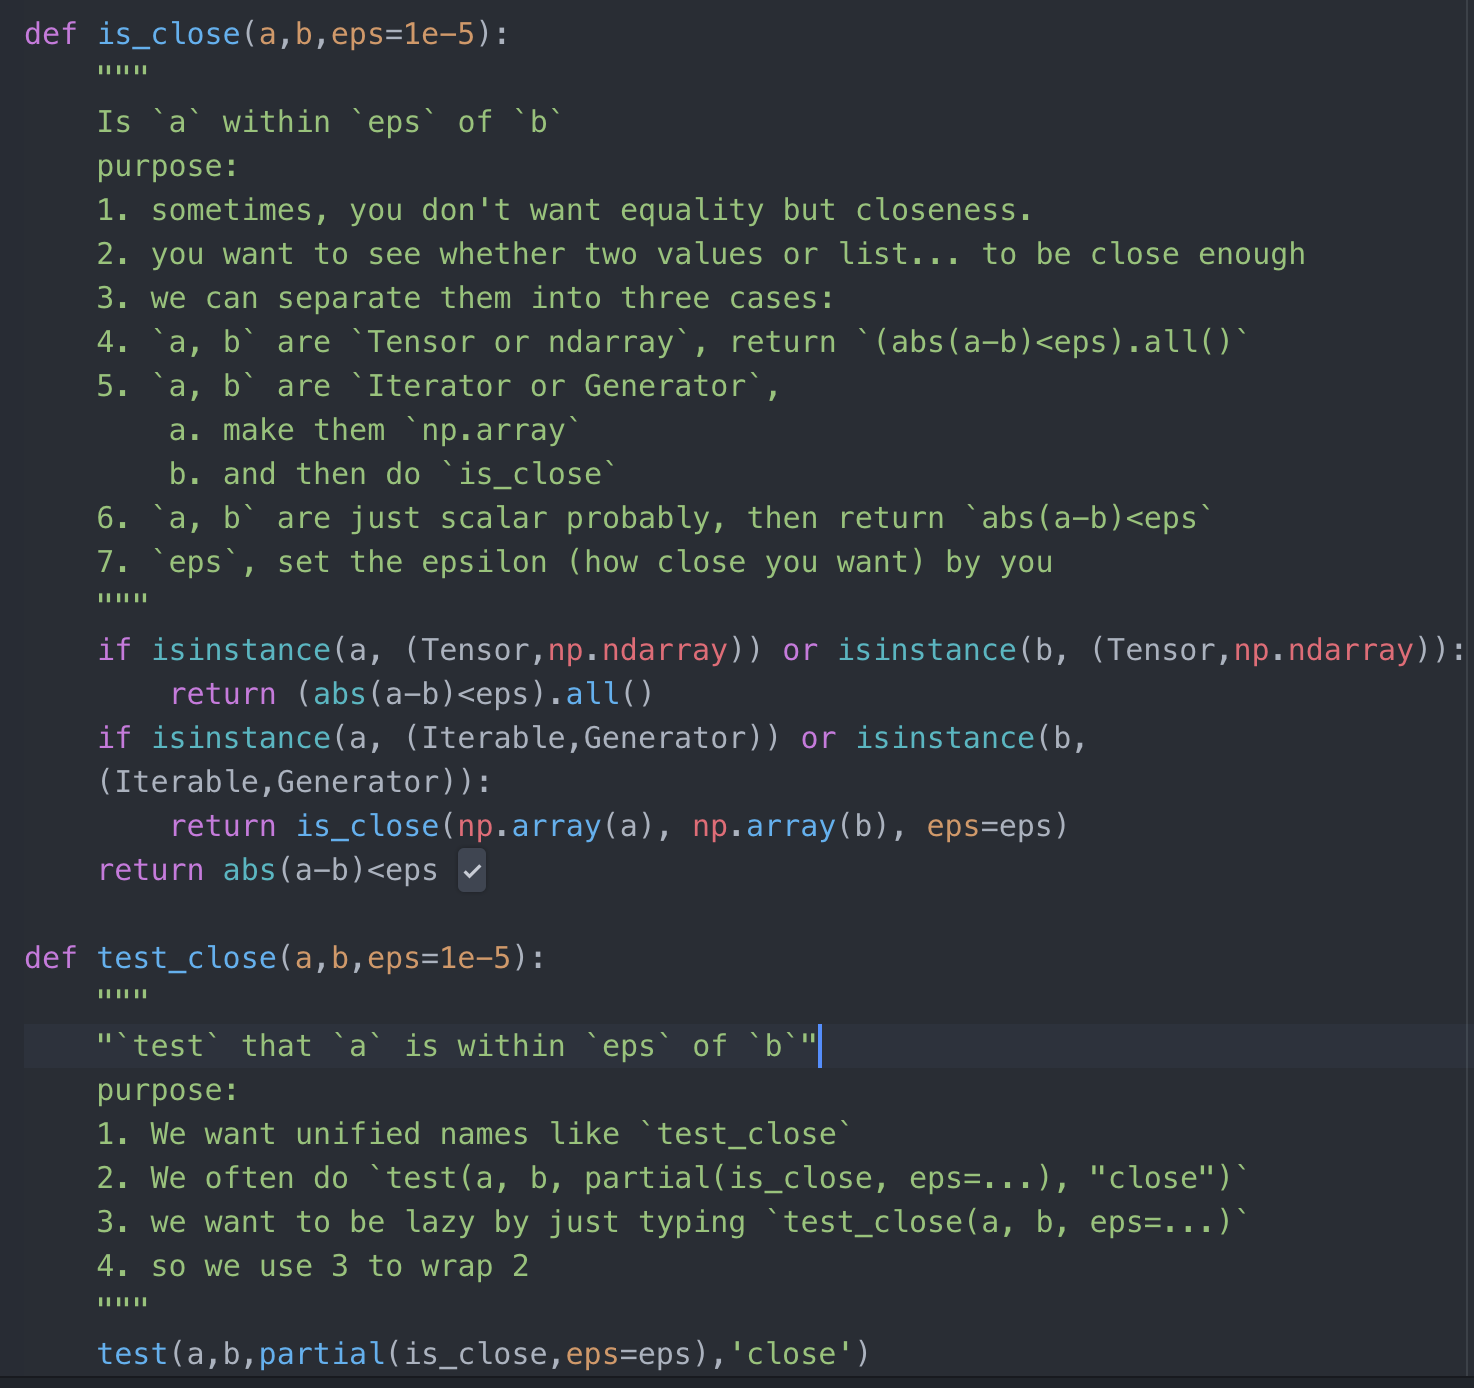 def is_close(a,b,eps=1e-5):
    """
    Is `a` within `eps` of `b`
    purpose:
    1. sometimes, you don't want equality but closeness.
    2. you want to see whether two values or list... to be close enough
    3. we can separate them into three cases:
    4. `a, b` are `Tensor or ndarray`, return `(abs(a-b)<eps).all()`
    5. `a, b` are `Iterator or Generator`,
        a. make them `np.array`
        b. and then do `is_close`
    6. `a, b` are just scalar probably, then return `abs(a-b)<eps`
    7. `eps`, set the epsilon (how close you want) by you
    """
    if isinstance(a, (Tensor,np.ndarray)) or isinstance(b, (Tensor,np.ndarray)):
        return (abs(a-b)<eps).all()
    if isinstance(a, (Iterable,Generator)) or isinstance(b,
    (Iterable,Generator)):
        return is_close(np.array(a), np.array(b), eps=eps)
    return abs(a-b)<eps ✓
def test_close(a,b,eps=1e-5):
    """
    "`test` that `a` is within `eps` of `b`"
    purpose:
    1. We want unified names like `test_close`
    2. We often do `test(a, b, partial(is_close, eps=...), "close")`
    3. we want to be lazy by just typing `test_close(a, b, eps=...)`
    4. so we use 3 to wrap 2
    """
    test(a,b,partial(is_close,eps=eps),'close')